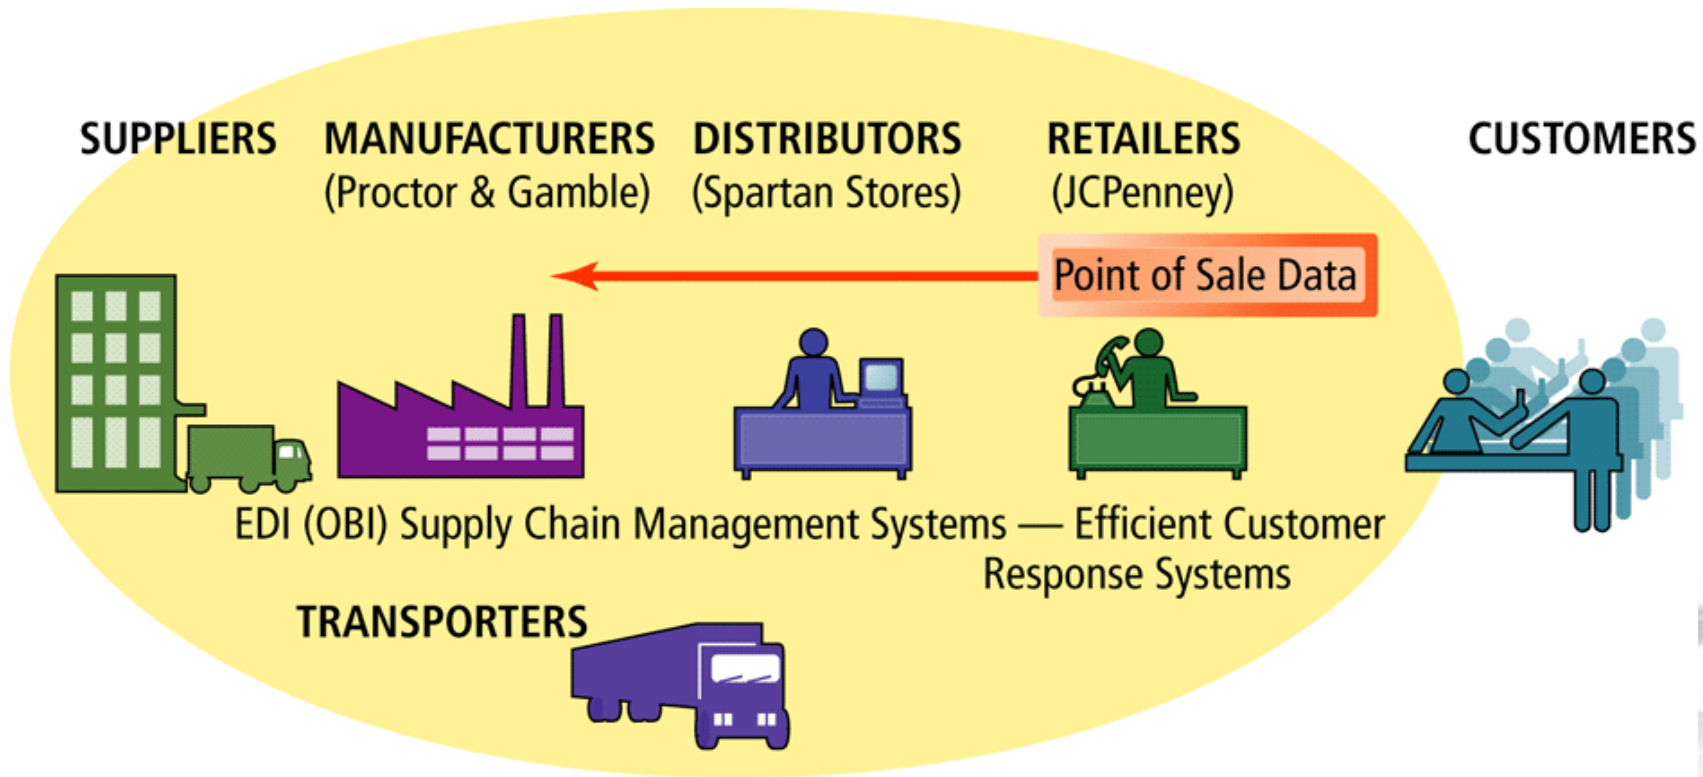 SUPPLIERS
MANUFACTURERS
(Proctor & Gamble)
DISTRIBUTORS
(Spartan Stores)
RETAILERS
(JCPenney)
CUSTOMERS
Point of Sale Data
EDI (OBI) Supply Chain Management Systems — Efficient Customer
Response Systems
TRANSPORTERS